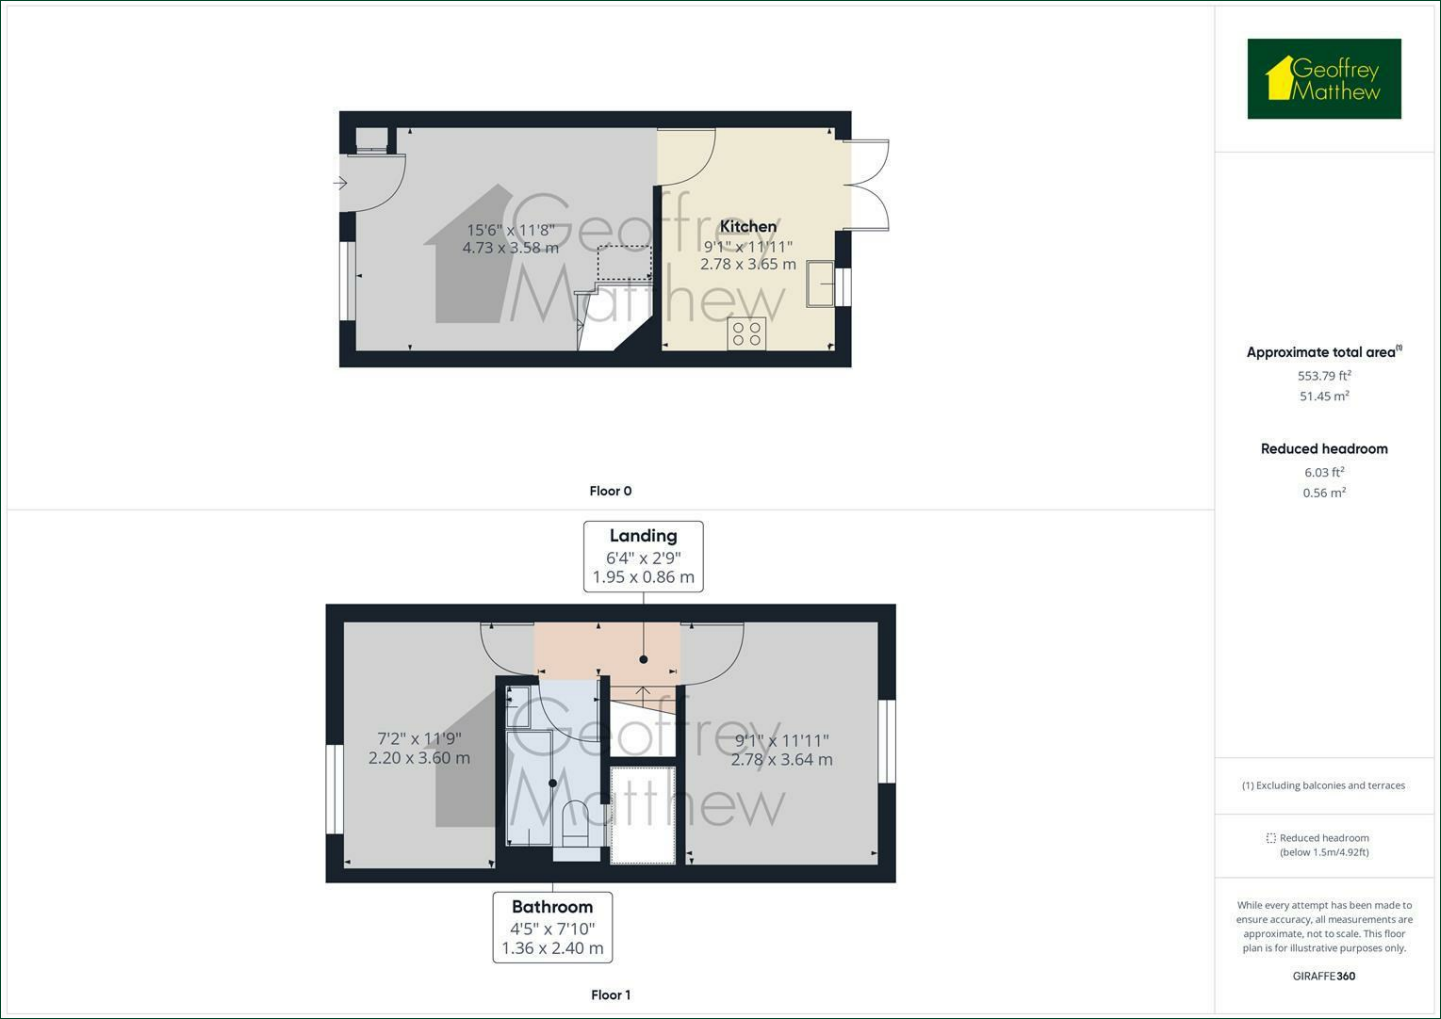 Geoffrey
Matthew
15'6" x 11'8"
4.73 x 3.58 m
Kitchen
9'1" x 11'11"
2.78 x 3.65 m
Geoffrey
Matthew
Floor 0
Landing
6'4" x 2'9"
1.95 x 0.86 m
7'2" x 11'9"
2.20 x 3.60 m
9'1" x 11'11"
2.78 x 3.64 m
Geoffrey
Matthew
Bathroom
4'5" x 7'10"
1.36 x 2.40 m
Floor 1
Approximate total area(1)
553.79 ft²
51.45 m²
Reduced headroom
6.03 ft²
0.56 m²
(1) Excluding balconies and terraces
Reduced headroom
(below 1.5m/4.92ft)
While every attempt has been made to
ensure accuracy, all measurements are
approximate, not to scale. This floor
plan is for illustrative purposes only.
GIRAFFE360